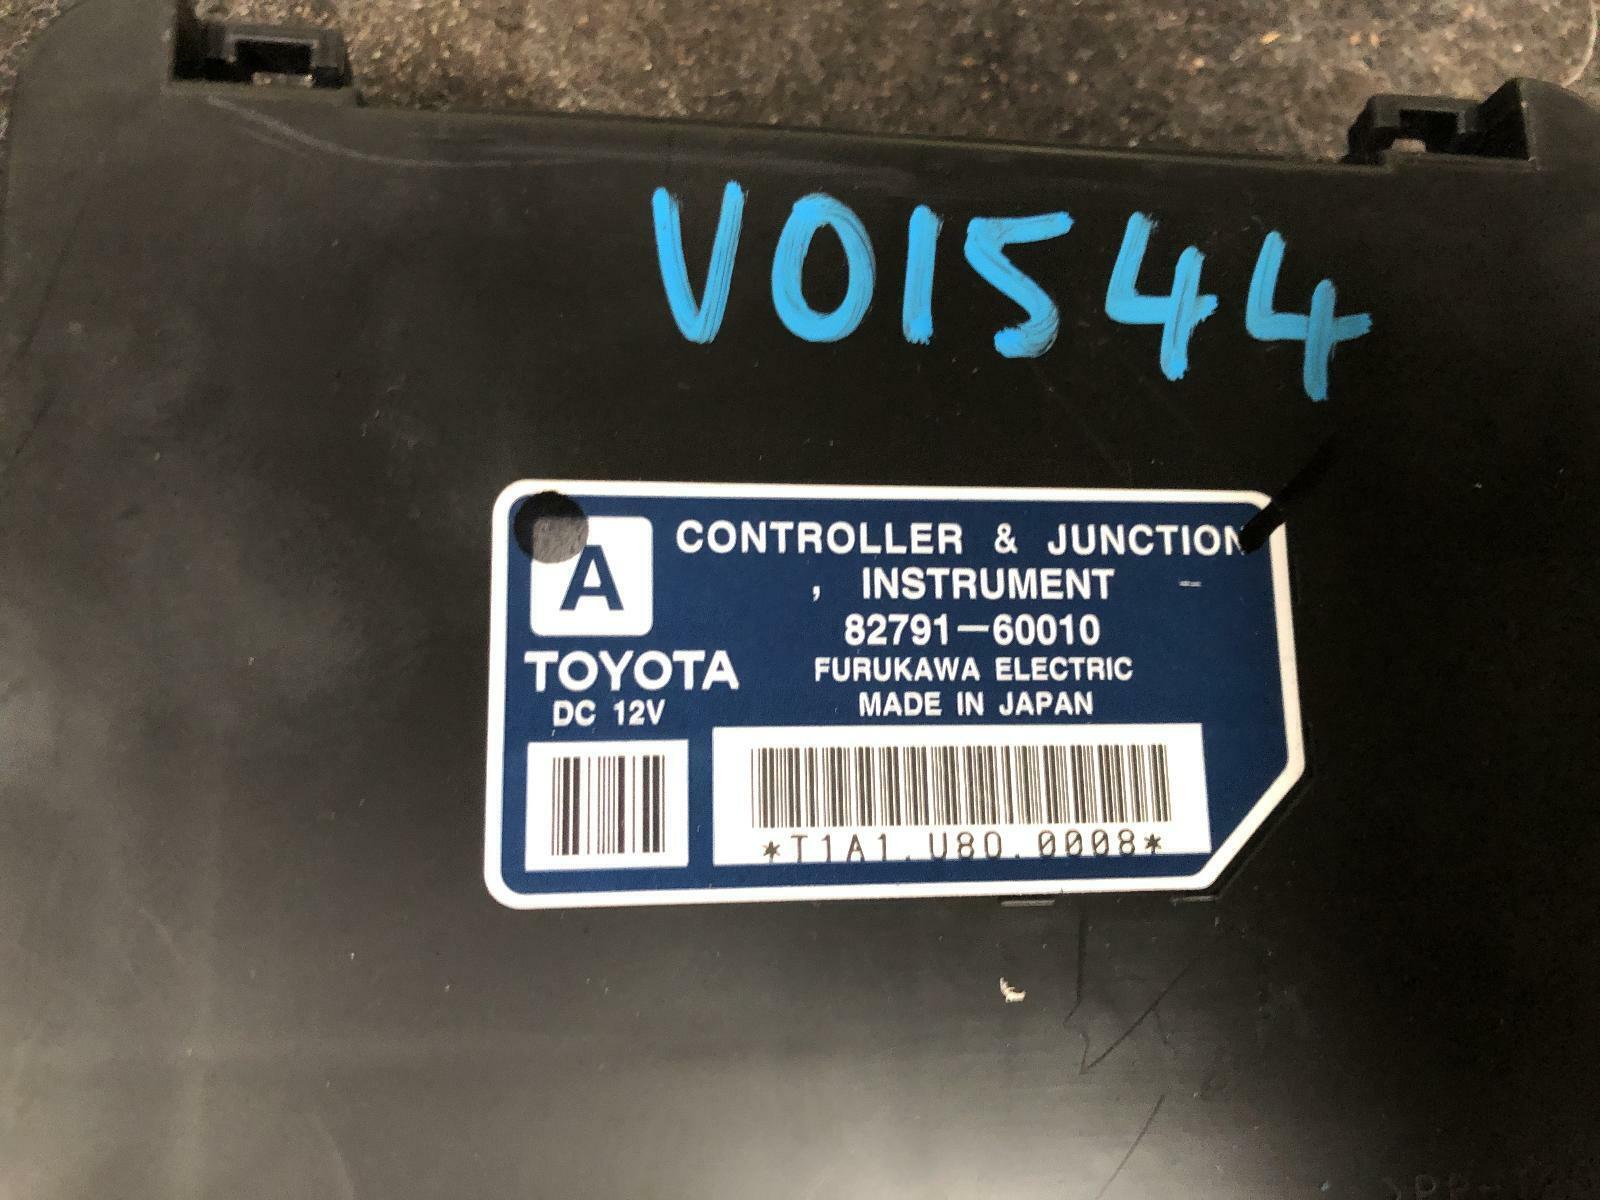 V01544
A
CONTROLLER & JUNCTION
, INSTRUMENT -
82791-60010
TOYOTA
FURUKAWA ELECTRIC
DC 12V
MADE IN JAPAN
*T1A1.U80.0008*